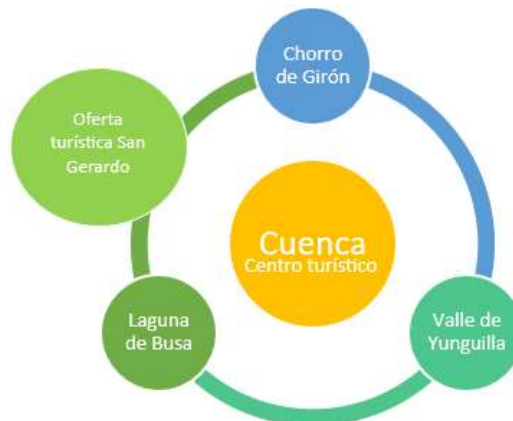 Chorro
de Girón
Oferta
turística San
Gerardo
Cuenca
Centro turístico
Laguna
de Busa
Valle de
Yunguilla